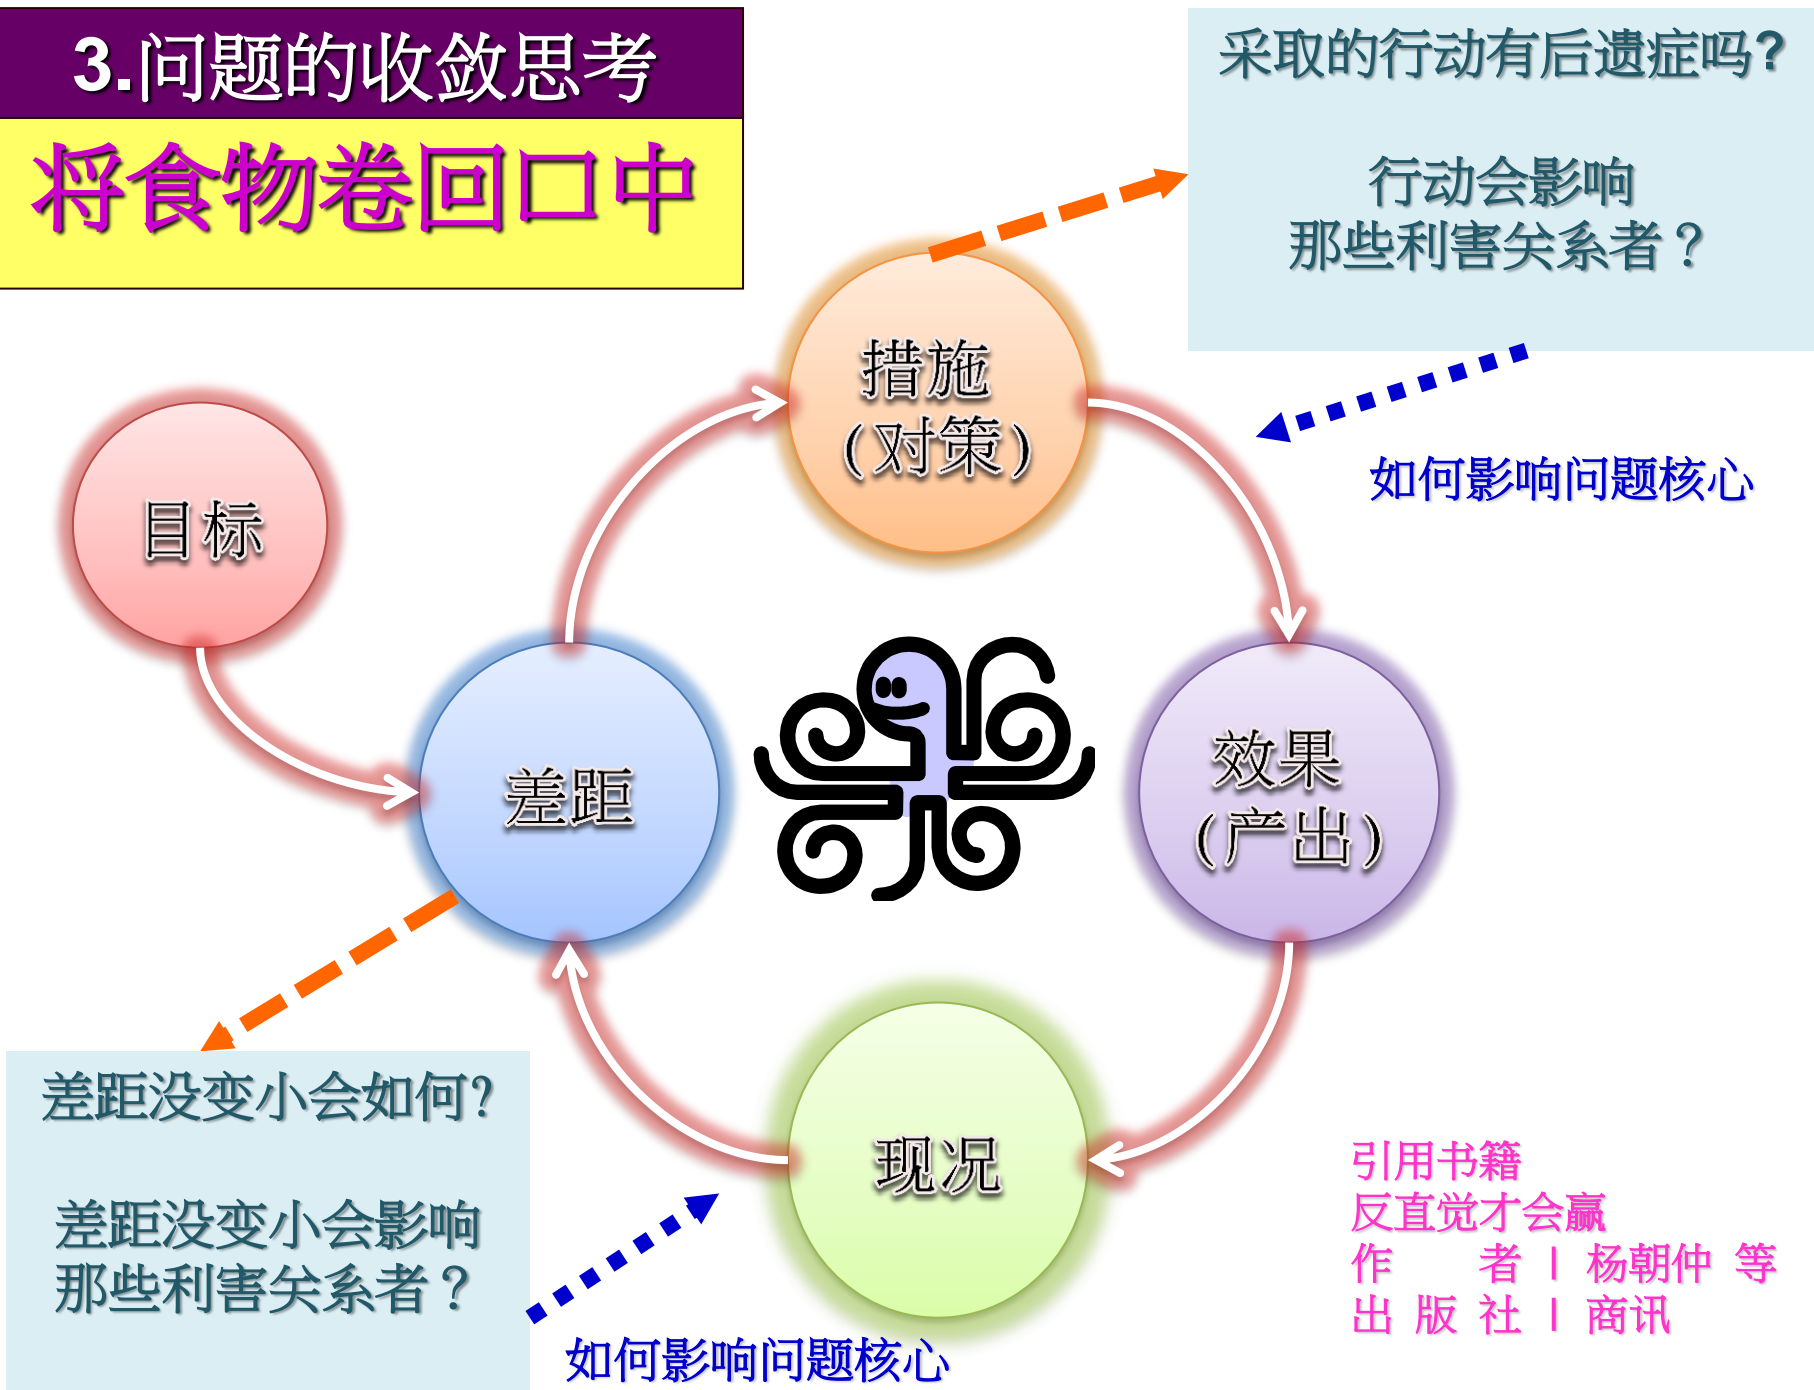 3.问题的收敛思考
将食物卷回口中
采取的行动有后遗症吗?
行动会影响
那些利害关系者？
如何影响问题核心
措施
（对策）
目标
差距
效果
（产出）
现况
差距没变小会如何?
差距没变小会影响
那些利害关系者？
如何影响问题核心
引用书籍
反直觉才会赢
作　　者 | 杨朝仲 等
出 版 社 | 商讯